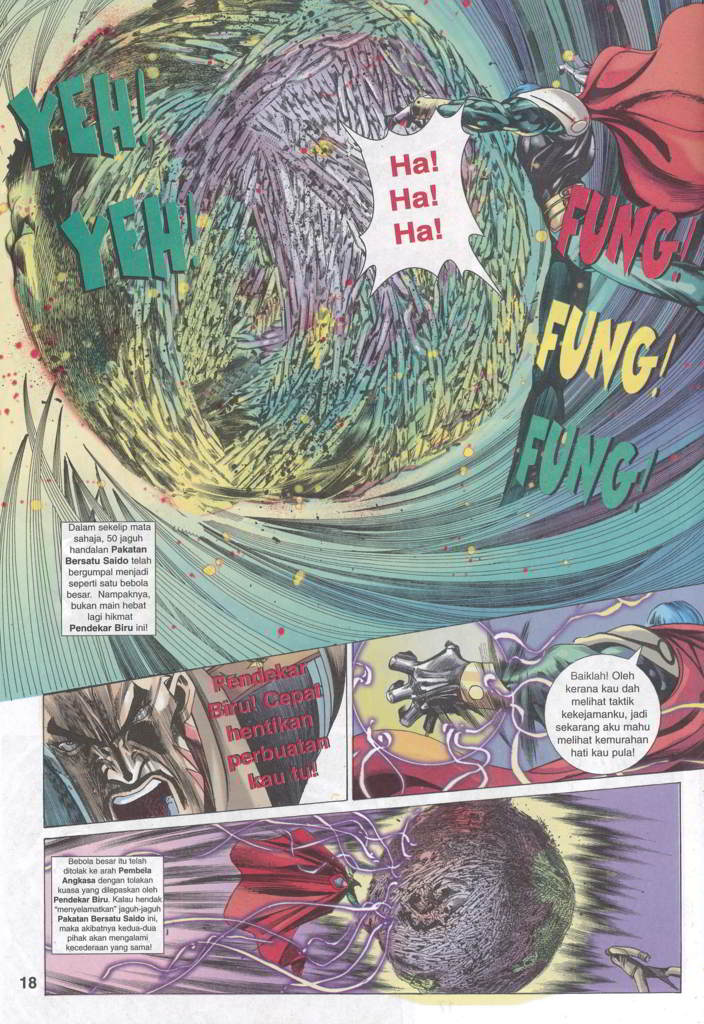 YEH!
YEH!
Ha!
Ha!
Ha!
FUNG!
FUNG!
FUNG!
Dalam sekelip mata
sahaja, 50 jaguh
handalan Pakatan
Bersatu Saido telah
bergumpal menjadi
seperti satu bebola
besar. Nampaknya,
bukan main hebat
lagi hikmat
Pendekar Biru ini!
Pendekar
Biru! Cepat
hentikan
perbuatan
kau tu!
Baiklah! Oleh
kerana kau dah
melihat taktik
kekejamanku, jadi
sekarang aku mahu
melihat kemurahan
hati kau pula!
Bebola besar itu telah
ditolak ke arah Pembela
Angkasa dengan tolakan
kuasa yang dilepaskan oleh
Pendekar Biru. Kalau hendak
"menyelamatkan" jaguh-jaguh
Pakatan Bersatu Saido ini,
maka akibatnya kedua-dua
pihak akan mengalami
kecederaan yang sama!
18